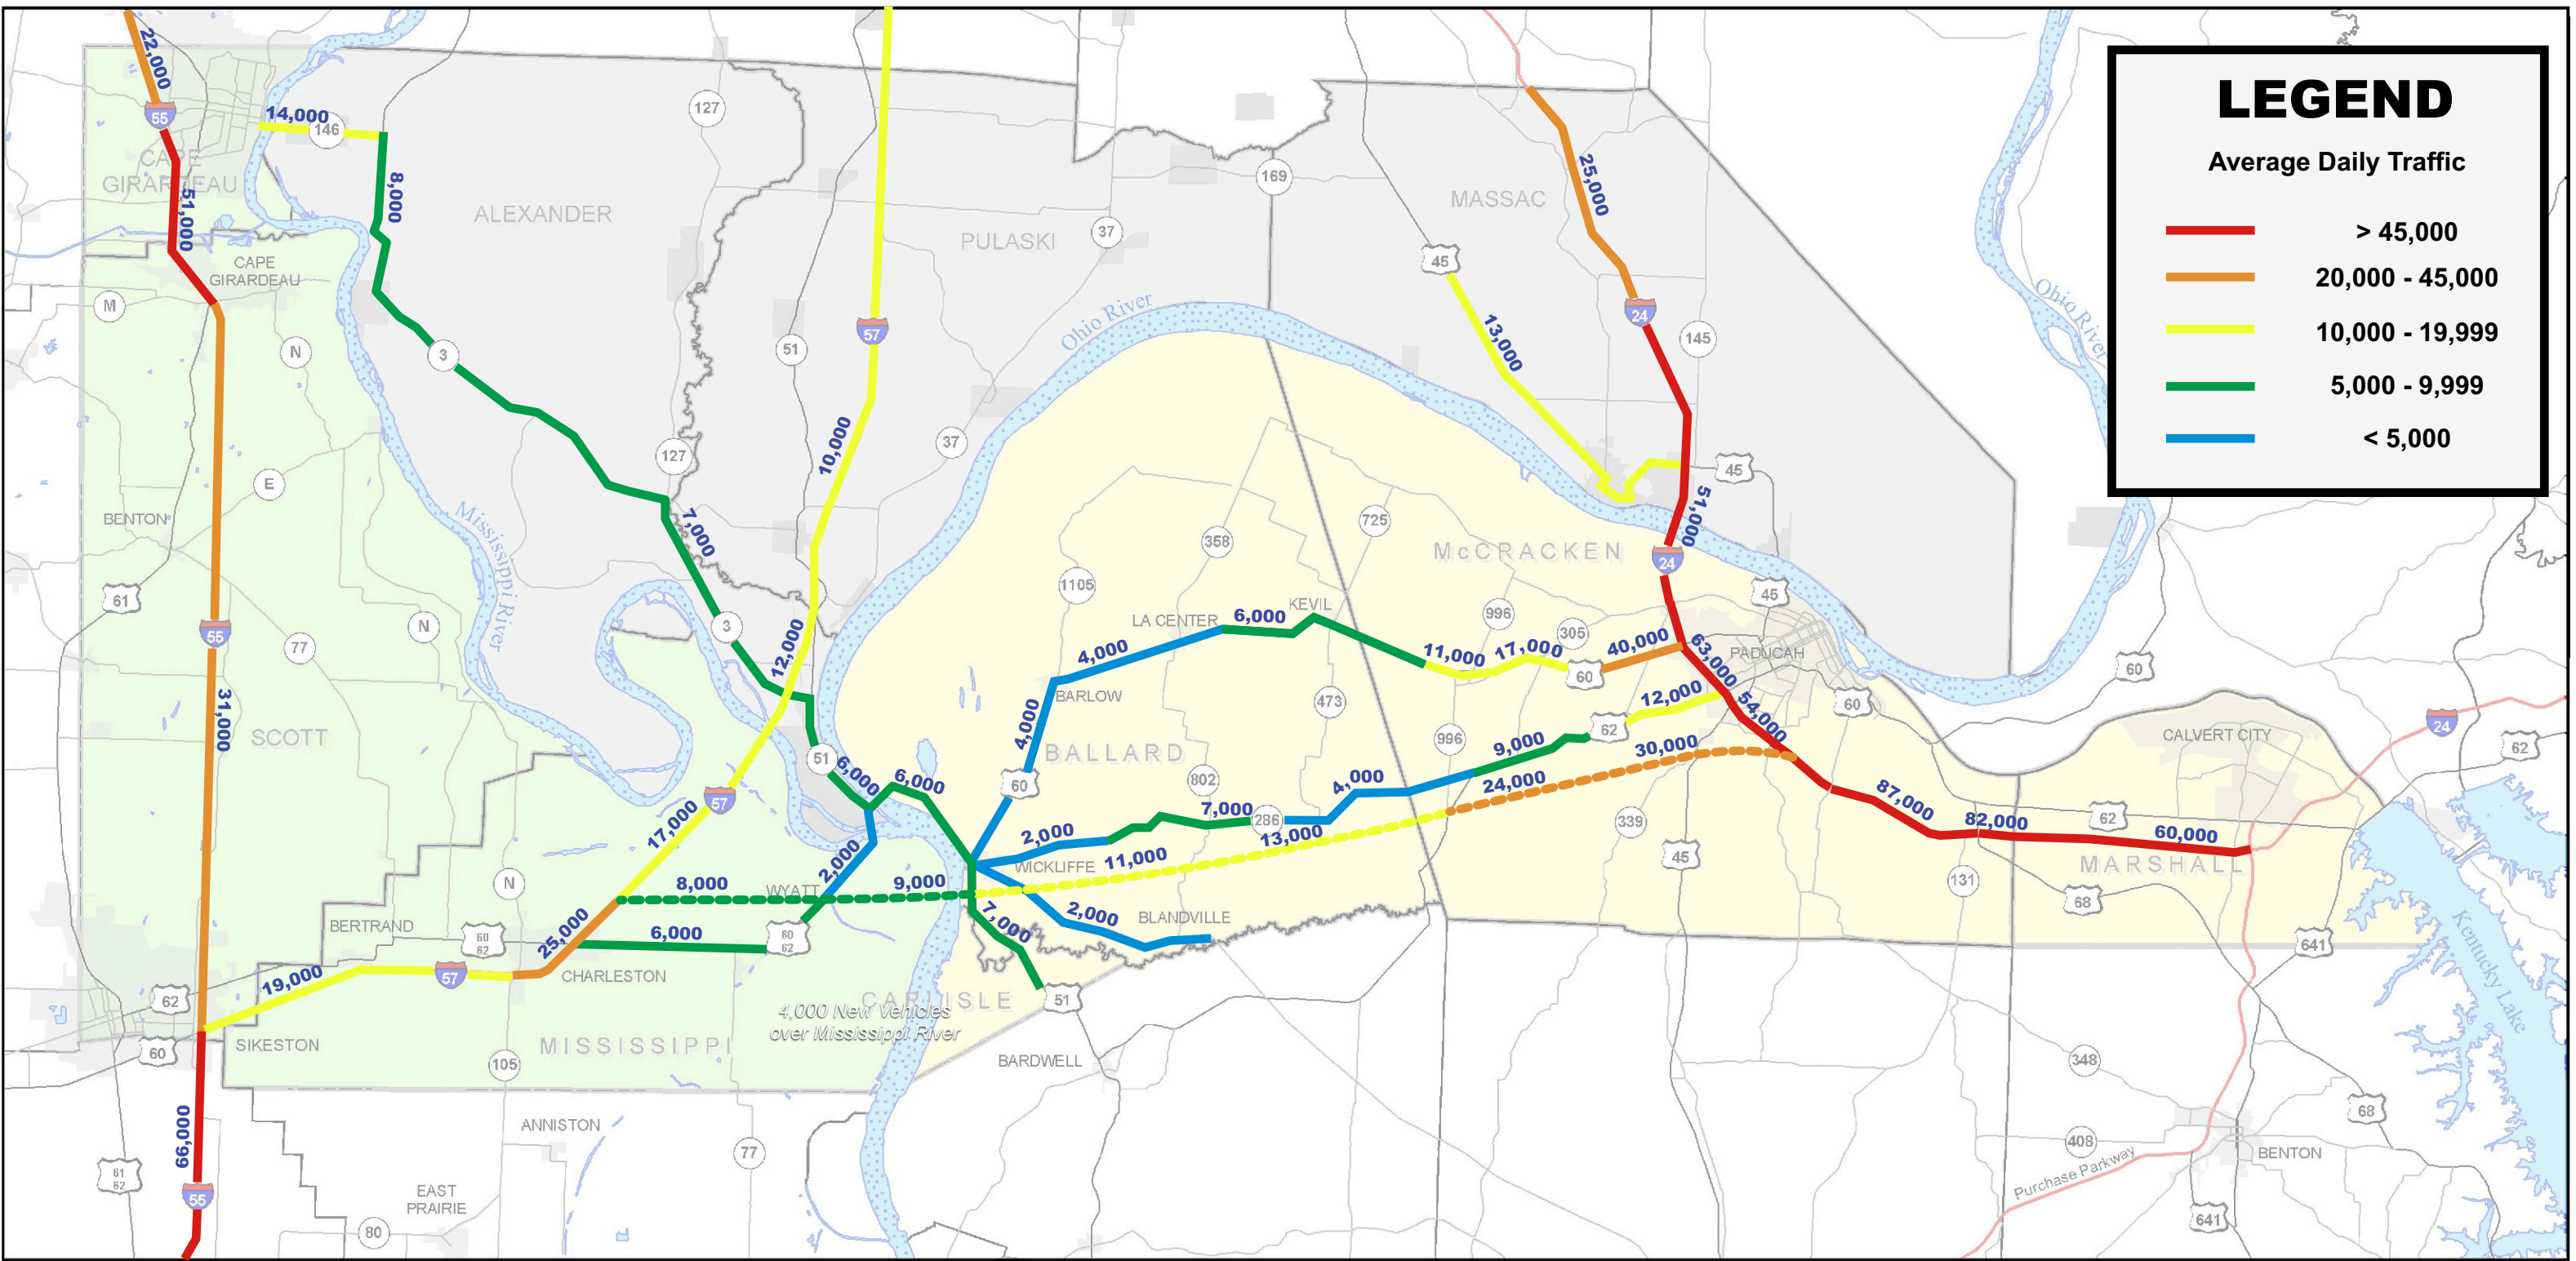 22,000
55
14,000
146
CAPE
GIRARDEAU
51,000
8,000
ALEXANDER
127
PULASKI
37
169
MASSAC
25,000
45
LEGEND
Average Daily Traffic
> 45,000
20,000 - 45,000
10,000 - 19,999
5,000 - 9,999
< 5,000
CAPE
GIRARDEAU
M
N
3
51
57
Ohio River
24
145
13,000
Ohio River
E
BENTON
Mississippi River
127
10,000
37
7,000
358
725
45
51,000
McCRACKEN
24
61
55
77
N
3
12,000
1105
LA CENTER
6,000
KEVIL
996
305
45
4,000
11,000
17,000
60
40,000
63,000
PADUCAH
60
31,000
SCOTT
BARLOW
4,000
BALLARD
473
996
62
12,000
54,000
60
24
CALVERT CITY
62
51
6,000
6,000
60
802
4,000
9,000
30,000
24,000
57
17,000
2,000
7,000
286
13,000
339
45
87,000
82,000
62
60,000
MARSHALL
131
68
N
8,000
WYATT
2,000
9,000
WICKLIFFE
11,000
BERTRAND
60
62
25,000
6,000
60
62
7,000
2,000
BLANDVILLE
641
19,000
57
CHARLESTON
62
CARLISLE
51
4,000 New Vehicles
over Mississippi River
Kentucky Lake
60
SIKESTON
MISSISSIPPI
105
BARDWELL
348
66,000
ANNISTON
77
408
68
BENTON
Purchase Parkway
61
62
55
EAST
PRAIRIE
80
641